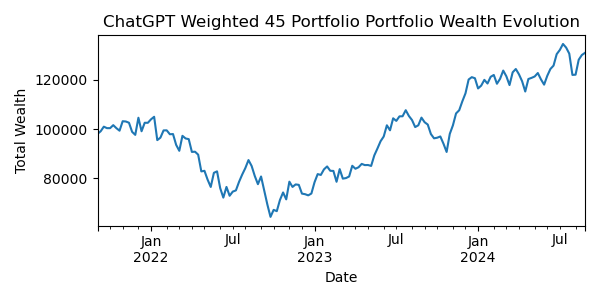 ChatGPT Weighted 45 Portfolio Portfolio Wealth Evolution
Total Wealth
120000
100000
80000
Jan
2022
Jul
Jan
2023
Jul
Jan
2024
Jul
Date